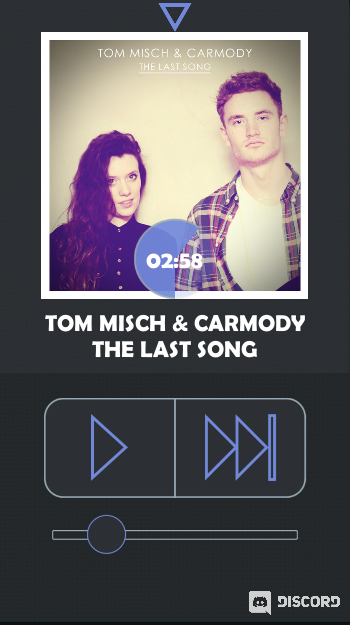 TOM MISCH & CARMODY
THE LAST SONG
02:58
TOM MISCH & CARMODY
THE LAST SONG
DISCORD